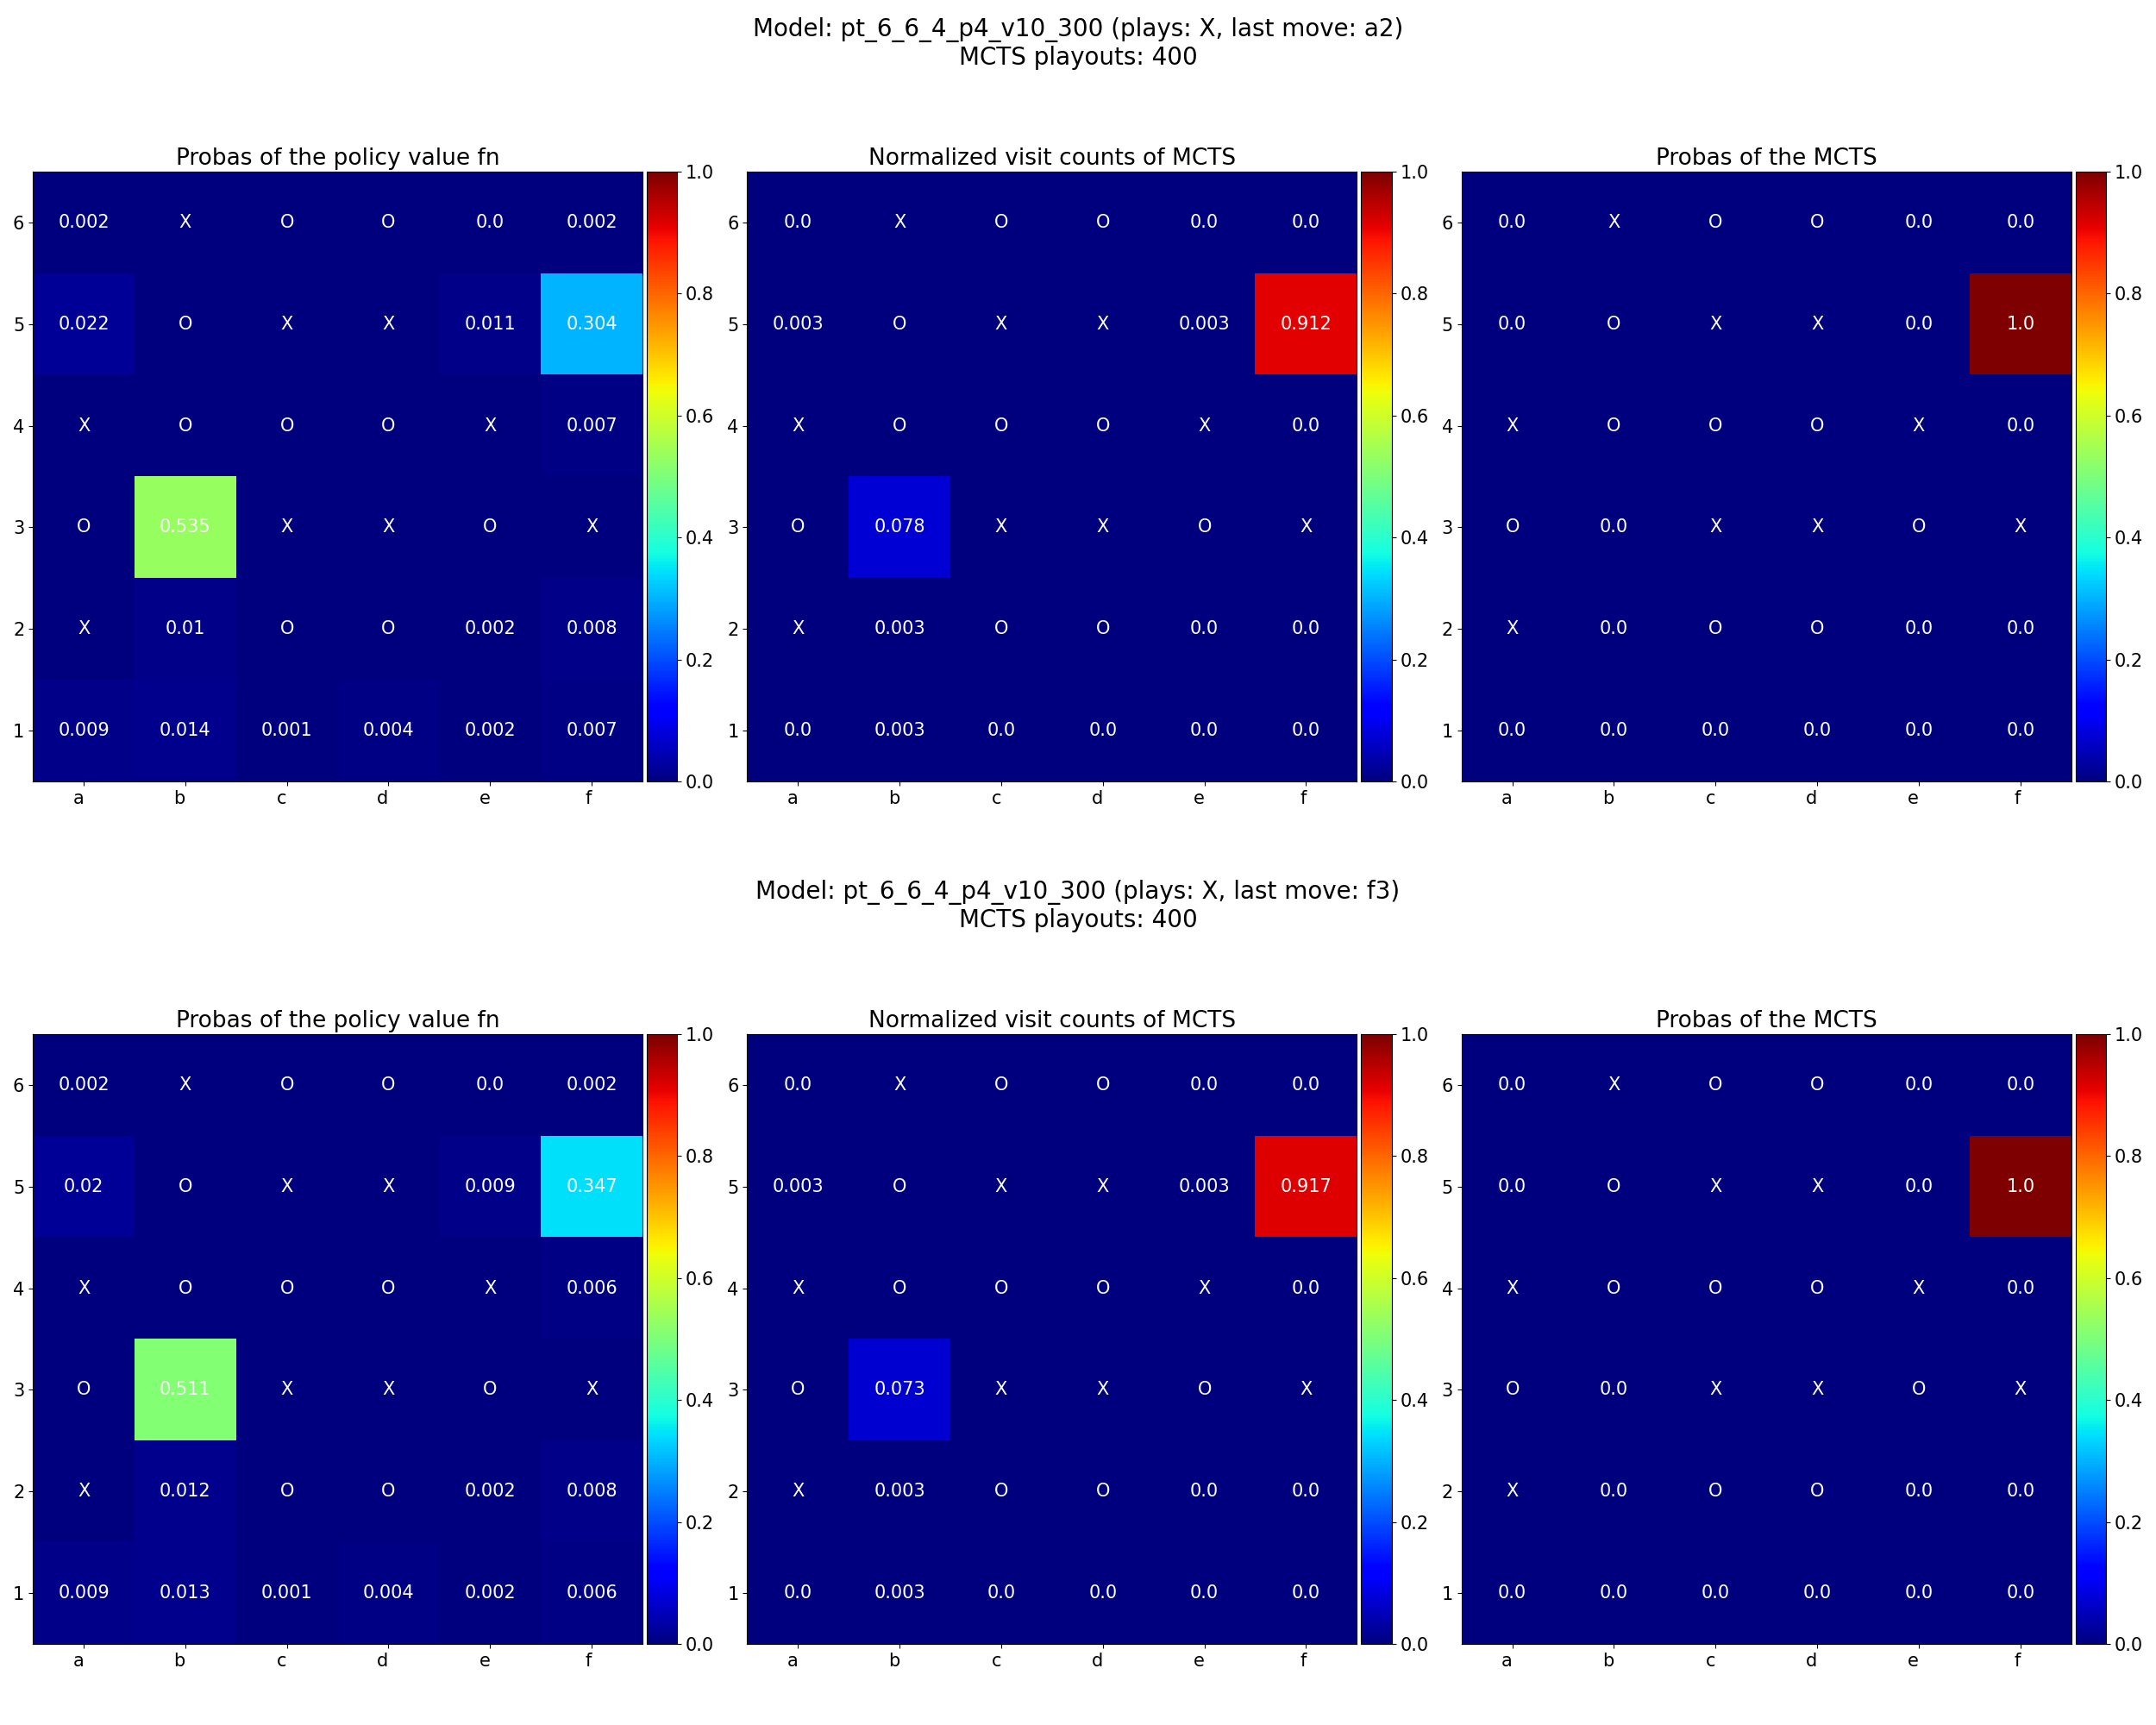 Model: pt_6_6_4_p4_v10_300 (plays: X, last move: a2)
MCTS playouts: 400
Probas of the policy value fn
6 0.002 X O O 0.0 0.002
5 0.022 O X X 0.011 0.304
4 X O O O X 0.007
3 O 0.535 X X O X
2 X 0.01 O O 0.002 0.008
1 0.009 0.014 0.001 0.004 0.002 0.007
a b c d e f
1.0
0.8
0.6
0.4
0.2
0.0
Normalized visit counts of MCTS
6 0.0 X O O 0.0 0.0
5 0.003 O X X 0.003 0.912
4 X O O O X 0.0
3 O 0.078 X X O X
2 X 0.003 O O 0.0 0.0
1 0.0 0.003 0.0 0.0 0.0 0.0
a b c d e f
1.0
0.8
0.6
0.4
0.2
0.0
Probas of the MCTS
6 0.0 X O O 0.0 0.0
5 0.0 O X X 0.0 1.0
4 X O O O X 0.0
3 O 0.0 X X O X
2 X 0.0 O O 0.0 0.0
1 0.0 0.0 0.0 0.0 0.0 0.0
a b c d e f
1.0
0.8
0.6
0.4
0.2
0.0
Model: pt_6_6_4_p4_v10_300 (plays: X, last move: f3)
MCTS playouts: 400
Probas of the policy value fn
6 0.002 X O O 0.0 0.002
5 0.02 O X X 0.009 0.347
4 X O O O X 0.006
3 O 0.511 X X O X
2 X 0.012 O O 0.002 0.008
1 0.009 0.013 0.001 0.004 0.002 0.006
a b c d e f
1.0
0.8
0.6
0.4
0.2
0.0
Normalized visit counts of MCTS
6 0.0 X O O 0.0 0.0
5 0.003 O X X 0.003 0.917
4 X O O O X 0.0
3 O 0.073 X X O X
2 X 0.003 O O 0.0 0.0
1 0.0 0.003 0.0 0.0 0.0 0.0
a b c d e f
1.0
0.8
0.6
0.4
0.2
0.0
Probas of the MCTS
6 0.0 X O O 0.0 0.0
5 0.0 O X X 0.0 1.0
4 X O O O X 0.0
3 O 0.0 X X O X
2 X 0.0 O O 0.0 0.0
1 0.0 0.0 0.0 0.0 0.0 0.0
a b c d e f
1.0
0.8
0.6
0.4
0.2
0.0